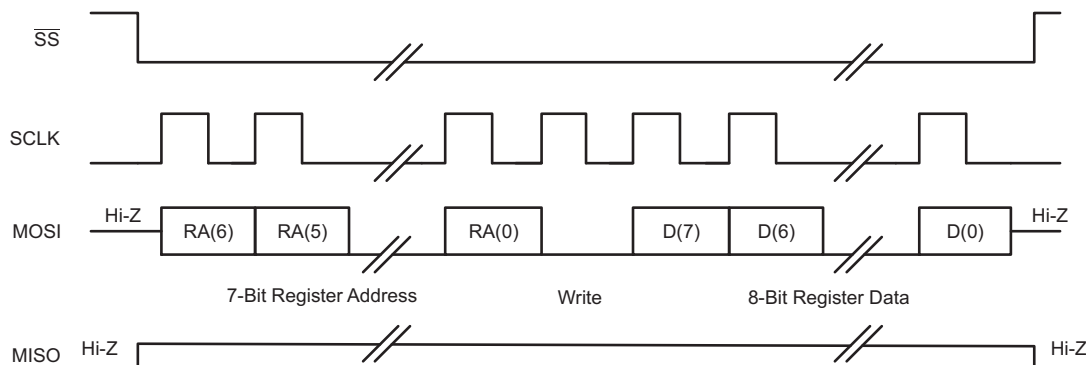 SS
SCLK
Hi-Z
Hi-Z
MOSI
RA(6)
RA(5)
RA(0)
D(7)
D(6)
D(0)
7-Bit Register Address
Write
8-Bit Register Data
MISO
Hi-Z
Hi-Z